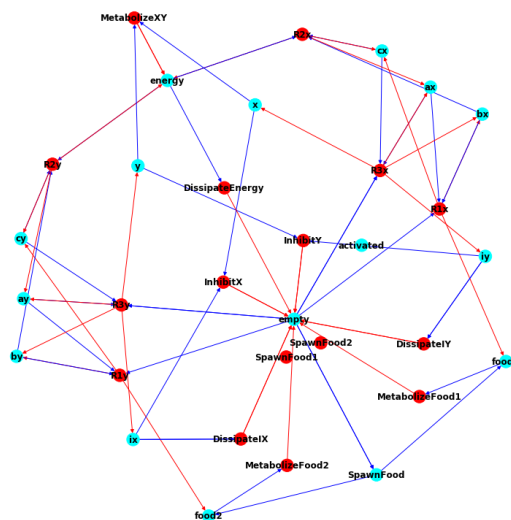 MetabolizeXY
R2x
cx
energy
ax
x
bx
R2y
y
R3x
DissipateEnergy
R1x
cy
InhibitY
activated
iy
InhibitX
ay
R3y
empty
SpawnFood2
DissipateIY
by
SpawnFood1
food
R1y
MetabolizeFood1
ix
DissipateIX
MetabolizeFood2
SpawnFood
food2